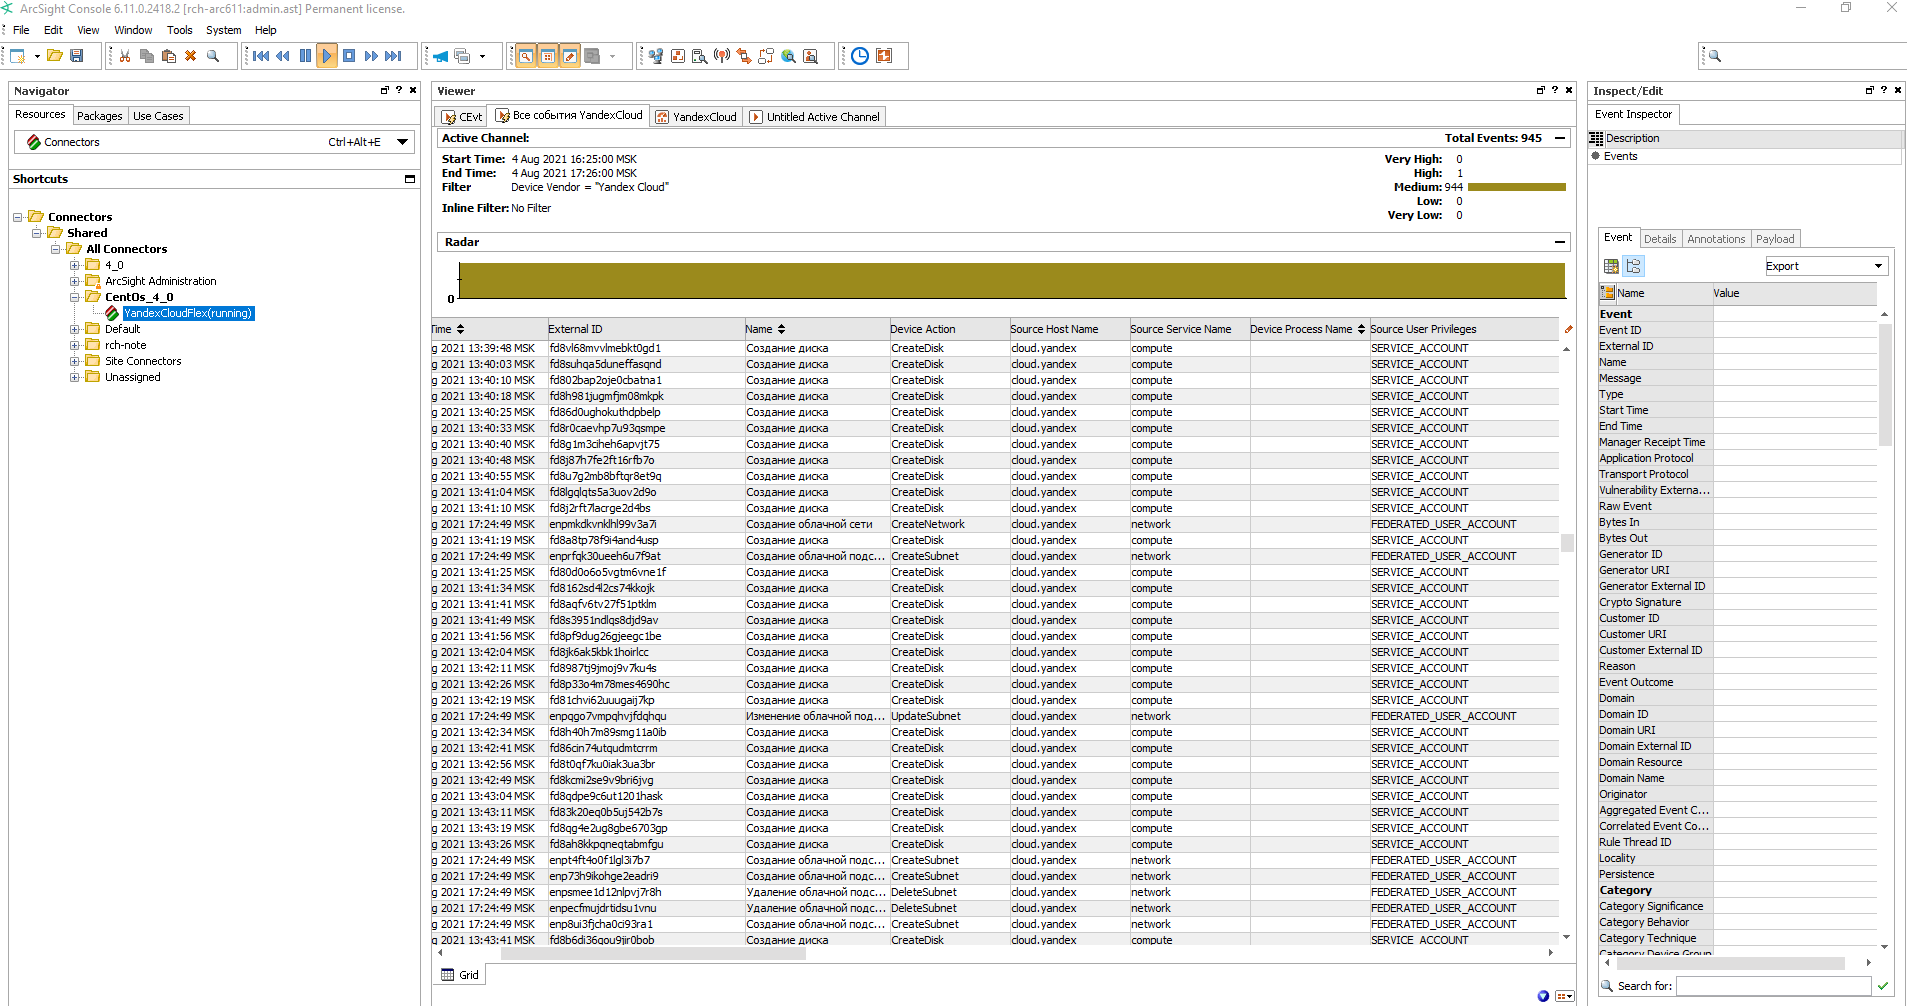 ArcSight Console 6.11.0.2418.2 [rch-arc611:admin.ast] Permanent license.
File Edit View Window Tools System Help
Navigator
Resources Packages Use Cases
Connectors Ctrl+Alt+E
Shortcuts
Connectors
Shared
All Connectors
4_0
ArcSight Administration
CentOs_4_0
YandexCloudFlex(running)
Default
rch-note
Site Connectors
Unassigned
Viewer
CEvt Все события YandexCloud YandexCloud Untitled Active Channel
Active Channel: Total Events: 945
Start Time: 4 Aug 2021 16:25:00 MSK
End Time: 4 Aug 2021 17:26:00 MSK
Filter Device Vendor = "Yandex Cloud"
Inline Filter: No Filter
Very High: 0
High: 1
Medium: 944
Low: 0
Very Low: 0
Radar
0
Time External ID Name Device Action Source Host Name Source Service Name Device Process Name Source User Privileges
g 2021 13:39:48 MSK fd8vl68mvvlmebkt0gd1 Создание диска CreateDisk cloud.yandex compute SERVICE_ACCOUNT
g 2021 13:40:03 MSK fd8suhqa5duneffasqnd Создание диска CreateDisk cloud.yandex compute SERVICE_ACCOUNT
g 2021 13:40:10 MSK fd802bap2oje0cbatna1 Создание диска CreateDisk cloud.yandex compute SERVICE_ACCOUNT
g 2021 13:40:18 MSK fd8h981jugmfjm08mkpk Создание диска CreateDisk cloud.yandex compute SERVICE_ACCOUNT
g 2021 13:40:25 MSK fd86d0ughokuthdpbelp Создание диска CreateDisk cloud.yandex compute SERVICE_ACCOUNT
g 2021 13:40:33 MSK fd8r0caevhp7u93qsmpe Создание диска CreateDisk cloud.yandex compute SERVICE_ACCOUNT
g 2021 13:40:40 MSK fd8g1m3ciheh6apvjt75 Создание диска CreateDisk cloud.yandex compute SERVICE_ACCOUNT
g 2021 13:40:48 MSK fd8j87h7fe2ft16rfb7o Создание диска CreateDisk cloud.yandex compute SERVICE_ACCOUNT
g 2021 13:40:55 MSK fd8u7g2mb8bftqr8et9q Создание диска CreateDisk cloud.yandex compute SERVICE_ACCOUNT
g 2021 13:41:04 MSK fd8lgqlqts5a3uov2d9o Создание диска CreateDisk cloud.yandex compute SERVICE_ACCOUNT
g 2021 13:41:10 MSK fd8j2rft7lacrge2d4bs Создание диска CreateDisk cloud.yandex compute SERVICE_ACCOUNT
g 2021 17:24:49 MSK enpmkdkvnklhl99v3a7i Создание облачной сети CreateNetwork cloud.yandex network FEDERATED_USER_ACCOUNT
g 2021 13:41:19 MSK fd8a8tp78f9i4and4usp Создание диска CreateDisk cloud.yandex compute SERVICE_ACCOUNT
g 2021 17:24:49 MSK enprfqk30ueeh6u7f9at Создание облачной подс... CreateSubnet cloud.yandex network FEDERATED_USER_ACCOUNT
g 2021 13:41:25 MSK fd80d0o6o5vgtm6vne1f Создание диска CreateDisk cloud.yandex compute SERVICE_ACCOUNT
g 2021 13:41:34 MSK fd8162sd4l2cs74kkojk Создание диска CreateDisk cloud.yandex compute SERVICE_ACCOUNT
g 2021 13:41:41 MSK fd8aqfv6tv27f51ptklm Создание диска CreateDisk cloud.yandex compute SERVICE_ACCOUNT
g 2021 13:41:49 MSK fd8s3951ndlqs8djd9av Создание диска CreateDisk cloud.yandex compute SERVICE_ACCOUNT
g 2021 13:41:56 MSK fd8pf9dug26gjeegc1be Создание диска CreateDisk cloud.yandex compute SERVICE_ACCOUNT
g 2021 13:42:04 MSK fd8jk6ak5kbk1hoirlcc Создание диска CreateDisk cloud.yandex compute SERVICE_ACCOUNT
g 2021 13:42:11 MSK fd8987tj9jmoj9v7ku4s Создание диска CreateDisk cloud.yandex compute SERVICE_ACCOUNT
g 2021 13:42:26 MSK fd8p33o4m78mes4690hc Создание диска CreateDisk cloud.yandex compute SERVICE_ACCOUNT
g 2021 13:42:19 MSK fd81chvi62uuugaij7kp Создание диска CreateDisk cloud.yandex compute SERVICE_ACCOUNT
g 2021 17:24:49 MSK enpqgo7vmpqhvjfdqhqu Изменение облачной под... UpdateSubnet cloud.yandex network FEDERATED_USER_ACCOUNT
g 2021 13:42:34 MSK fd8h40h7m89smg11a0ib Создание диска CreateDisk cloud.yandex compute SERVICE_ACCOUNT
g 2021 13:42:41 MSK fd86cin74utqudmtcrrm Создание диска CreateDisk cloud.yandex compute SERVICE_ACCOUNT
g 2021 13:42:56 MSK fd8t0qf7ku0iak3ua3br Создание диска CreateDisk cloud.yandex compute SERVICE_ACCOUNT
g 2021 13:42:49 MSK fd8kcmi2se9v9bri6jvg Создание диска CreateDisk cloud.yandex compute SERVICE_ACCOUNT
g 2021 13:43:04 MSK fd8qdpe9c6ut1201hask Создание диска CreateDisk cloud.yandex compute SERVICE_ACCOUNT
g 2021 13:43:11 MSK fd83k20eq0b5uj542b7s Создание диска CreateDisk cloud.yandex compute SERVICE_ACCOUNT
g 2021 13:43:19 MSK fd8qg4e2ug8gbe6703gp Создание диска CreateDisk cloud.yandex compute SERVICE_ACCOUNT
g 2021 13:43:26 MSK fd8ah8kkpqneqtabmfgu Создание диска CreateDisk cloud.yandex compute SERVICE_ACCOUNT
g 2021 17:24:49 MSK enpt4ft4o0f1lgl3i7b7 Создание облачной подс... CreateSubnet cloud.yandex network FEDERATED_USER_ACCOUNT
g 2021 17:24:49 MSK enp73h9ikohge2eadri9 Создание облачной подс... CreateSubnet cloud.yandex network FEDERATED_USER_ACCOUNT
g 2021 17:24:49 MSK enpsmee1d12nlpvj7r8h Удаление облачной подс... DeleteSubnet cloud.yandex network FEDERATED_USER_ACCOUNT
g 2021 17:24:49 MSK enpecfmujdrtidsu1vnu Удаление облачной подс... DeleteSubnet cloud.yandex network FEDERATED_USER_ACCOUNT
g 2021 17:24:49 MSK enp8ui3fjcha0ci93ra1 Создание облачной подс... CreateSubnet cloud.yandex network FEDERATED_USER_ACCOUNT
g 2021 13:43:41 MSK fd8b6di36qou9jir0bob Создание диска CreateDisk cloud.yandex compute SERVICE_ACCOUNT
Grid
Inspect/Edit
Event Inspector
Description
Events
Event Details Annotations Payload
Export
Name Value
Event
Event ID
External ID
Name
Message
Type
Start Time
End Time
Manager Receipt Time
Application Protocol
Transport Protocol
Vulnerability Externa...
Raw Event
Bytes In
Bytes Out
Generator ID
Generator URI
Generator External ID
Crypto Signature
Customer ID
Customer URI
Customer External ID
Reason
Event Outcome
Domain
Domain ID
Domain URI
Domain External ID
Domain Resource
Domain Name
Originator
Aggregated Event C...
Correlated Event Co...
Rule Thread ID
Locality
Persistence
Category
Category Significance
Category Behavior
Category Technique
Category Device Group
Search for: